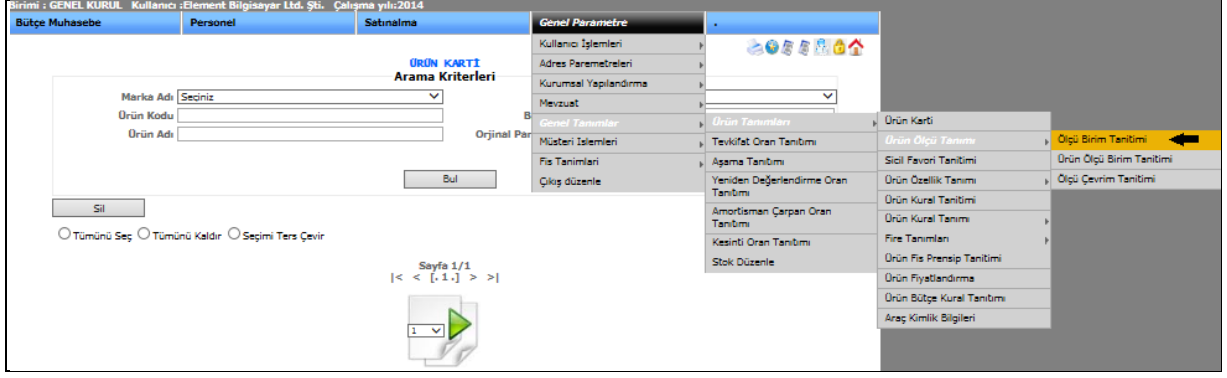 Birimi : GENEL KURUL Kullanıcı :Element Bilgisayar Ltd. Şti. Çalışma yılı:2014
Bütçe Muhasebe
Personel
Satınalma
Genel Parametre
.
ÜRÜN KARTİ
Arama Kriterleri
Marka Adı
Seçiniz
Ürün Kodu
B
Ürün Adı
Orjinal Par
Bul
Sil
Tümünü Seç Tümünü Kaldır Seçimi Ters Çevir
Sayfa 1/1
|< < [.1.] > >|
1
Kullanıcı İşlemleri
Adres Paremetreleri
Kurumsal Yapılandırma
Mevzuat
Genel Tanımlar
Müsteri Islemleri
Fis Tanimlari
Çıkış düzenle
Ürün Tanımları
Tevkifat Oran Tanıtımı
Aşama Tanıtımı
Yeniden Değerlendirme Oran
Tanıtımı
Amortisman Çarpan Oran
Tanıtımı
Kesinti Oran Tanıtımı
Stok Düzenle
Ürün Karti
Ürün Ölçü Tanımı
Sicil Favori Tanitimi
Ürün Özellik Tanımı
Ürün Kural Tanitimi
Ürün Kural Tanımı
Fire Tanımları
Ürün Fis Prensip Tanitimi
Ürün Fiyatlandırma
Ürün Bütçe Kural Tanıtımı
Araç Kimlik Bilgileri
Ölçü Birim Tanitimi
Ürün Ölçü Birim Tanitimi
Ölçü Çevrim Tanitimi